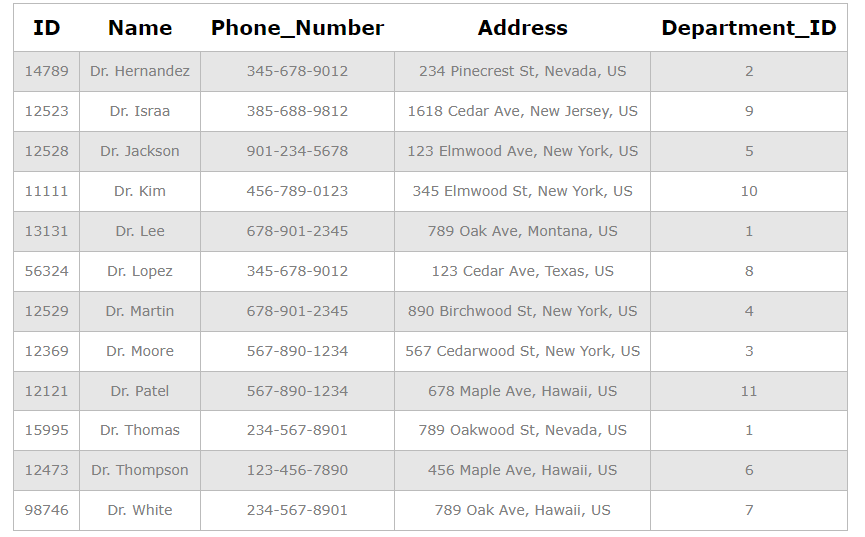 ID Name Phone_Number Address Department_ID
14789 Dr. Hernandez 345-678-9012 234 Pinecrest St, Nevada, US 2
12523 Dr. Israa 385-688-9812 1618 Cedar Ave, New Jersey, US 9
12528 Dr. Jackson 901-234-5678 123 Elmwood Ave, New York, US 5
11111 Dr. Kim 456-789-0123 345 Elmwood St, New York, US 10
13131 Dr. Lee 678-901-2345 789 Oak Ave, Montana, US 1
56324 Dr. Lopez 345-678-9012 123 Cedar Ave, Texas, US 8
12529 Dr. Martin 678-901-2345 890 Birchwood St, New York, US 4
12369 Dr. Moore 567-890-1234 567 Cedarwood St, New York, US 3
12121 Dr. Patel 567-890-1234 678 Maple Ave, Hawaii, US 11
15995 Dr. Thomas 234-567-8901 789 Oakwood St, Nevada, US 1
12473 Dr. Thompson 123-456-7890 456 Maple Ave, Hawaii, US 6
98746 Dr. White 234-567-8901 789 Oak Ave, Hawaii, US 7